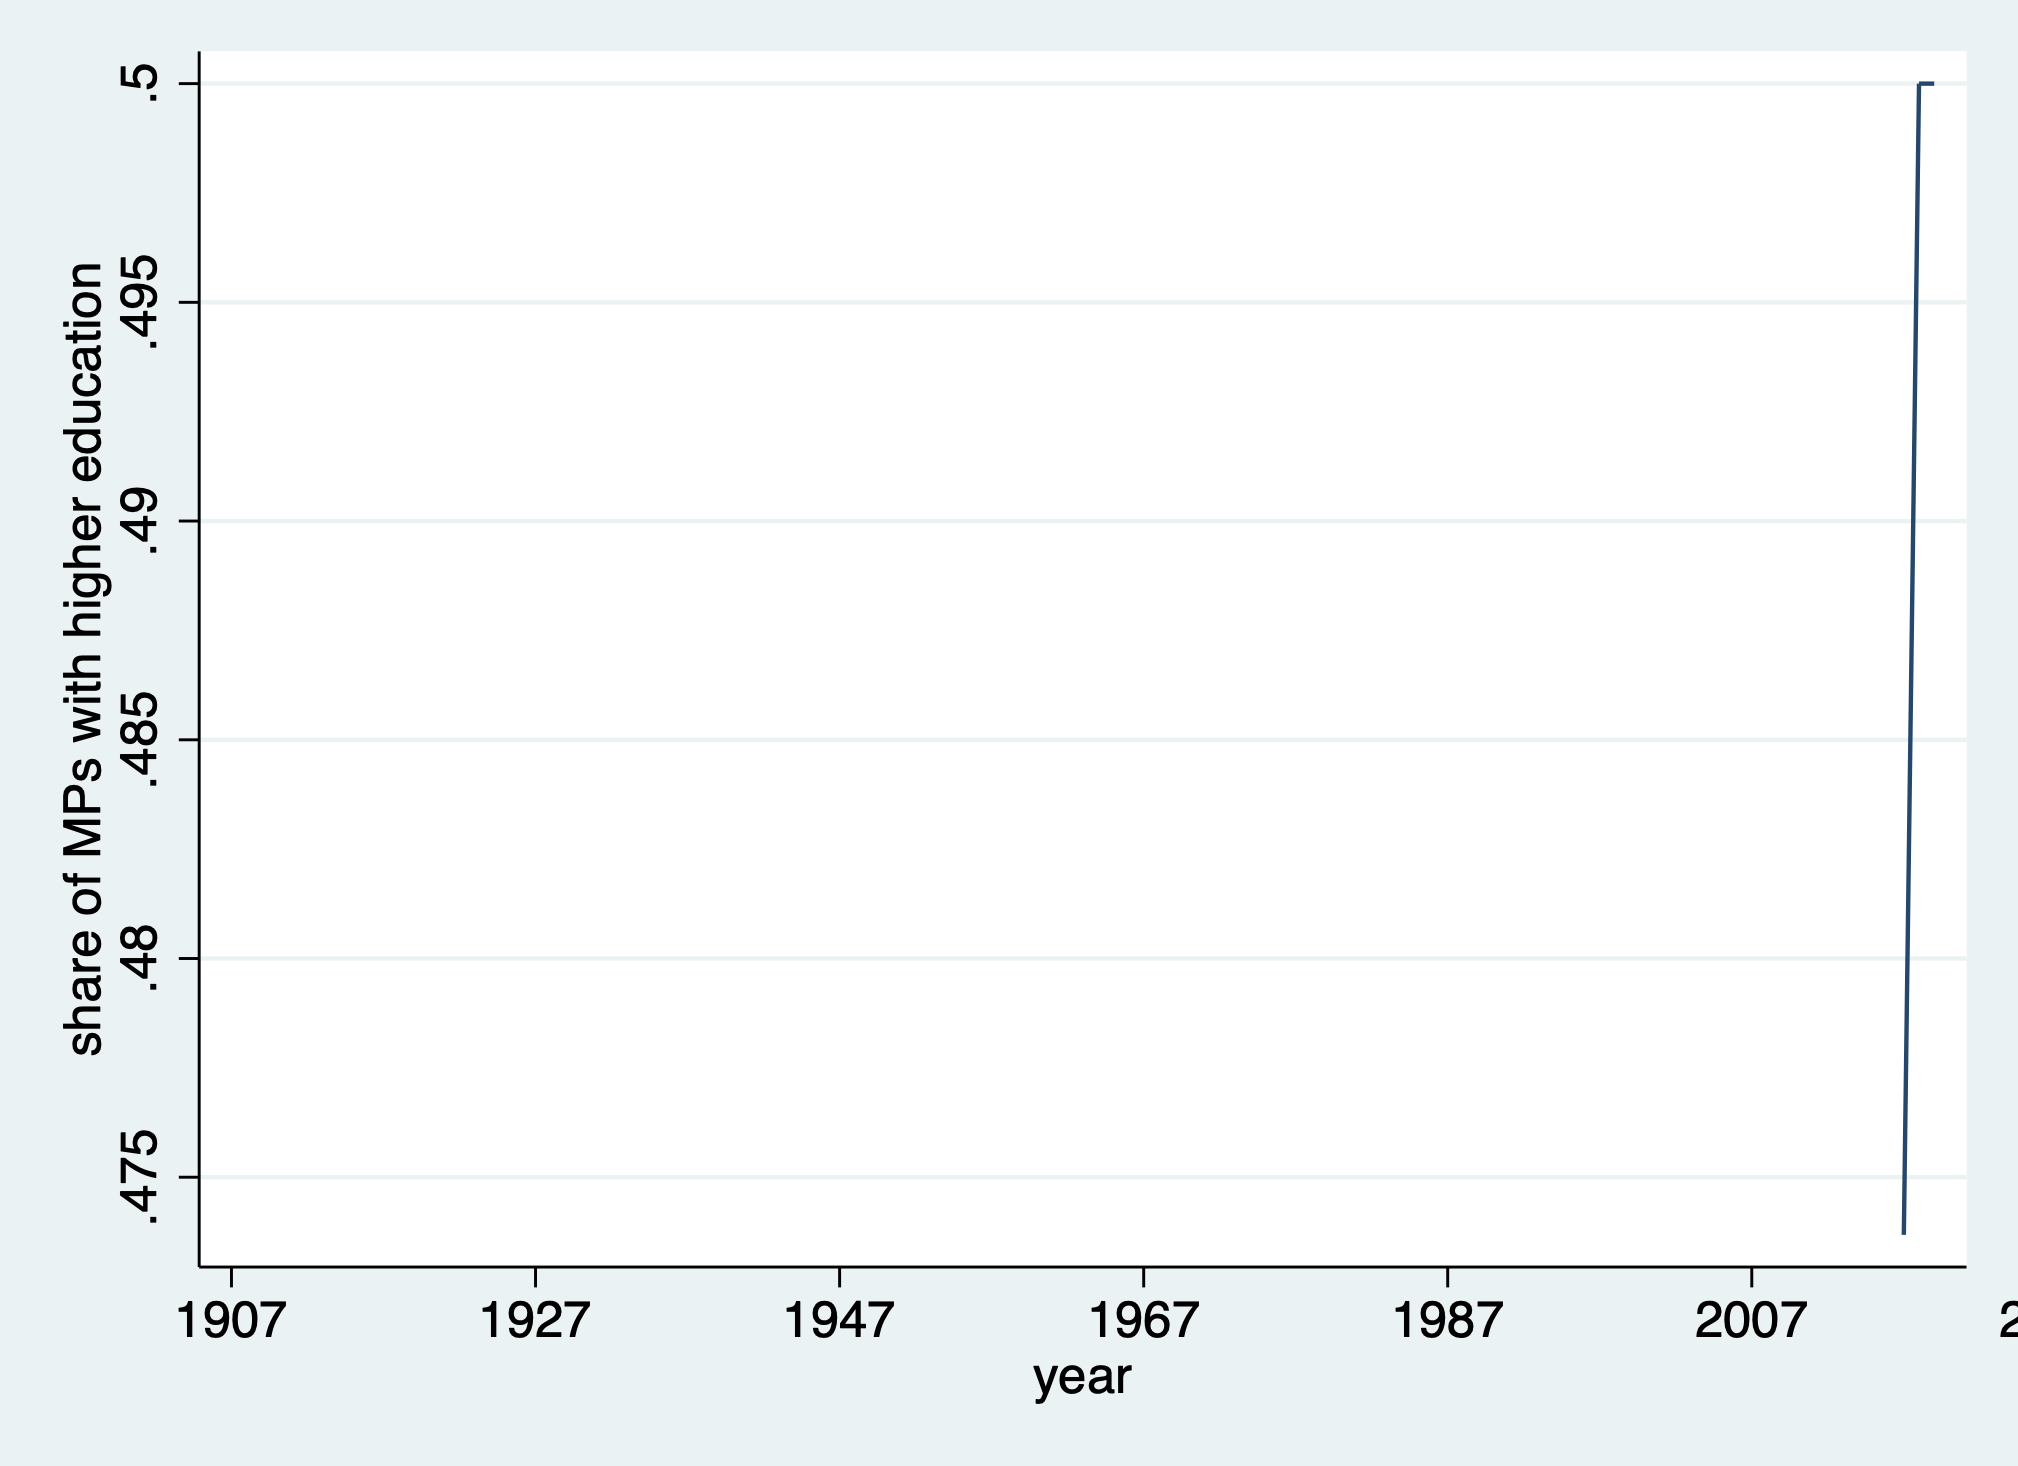 share of MPs with higher education
.5
.495
.49
.485
.48
.475
1907 1927 1947 1967 1987 2007 2
year